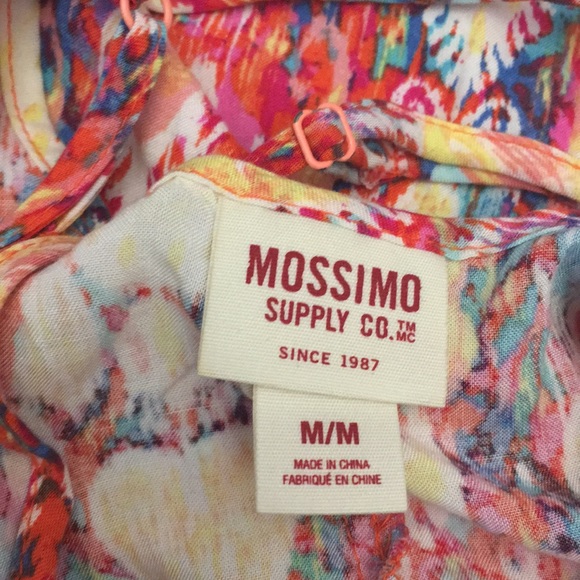 MOSSIMO
SUPPLY CO.™ MC
SINCE 1987
M/M
MADE IN CHINA
FABRIQUÉ EN CHINE